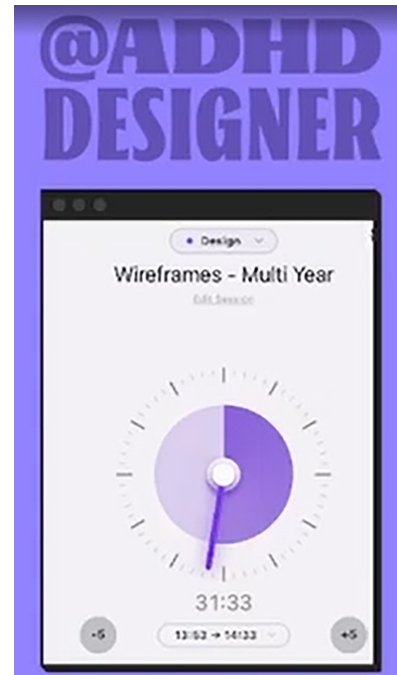 @ADHD
DESIGNER
Design
Wireframes - Multi Year
Edit Session
31:33
-5
13:53 → 14:33
+5